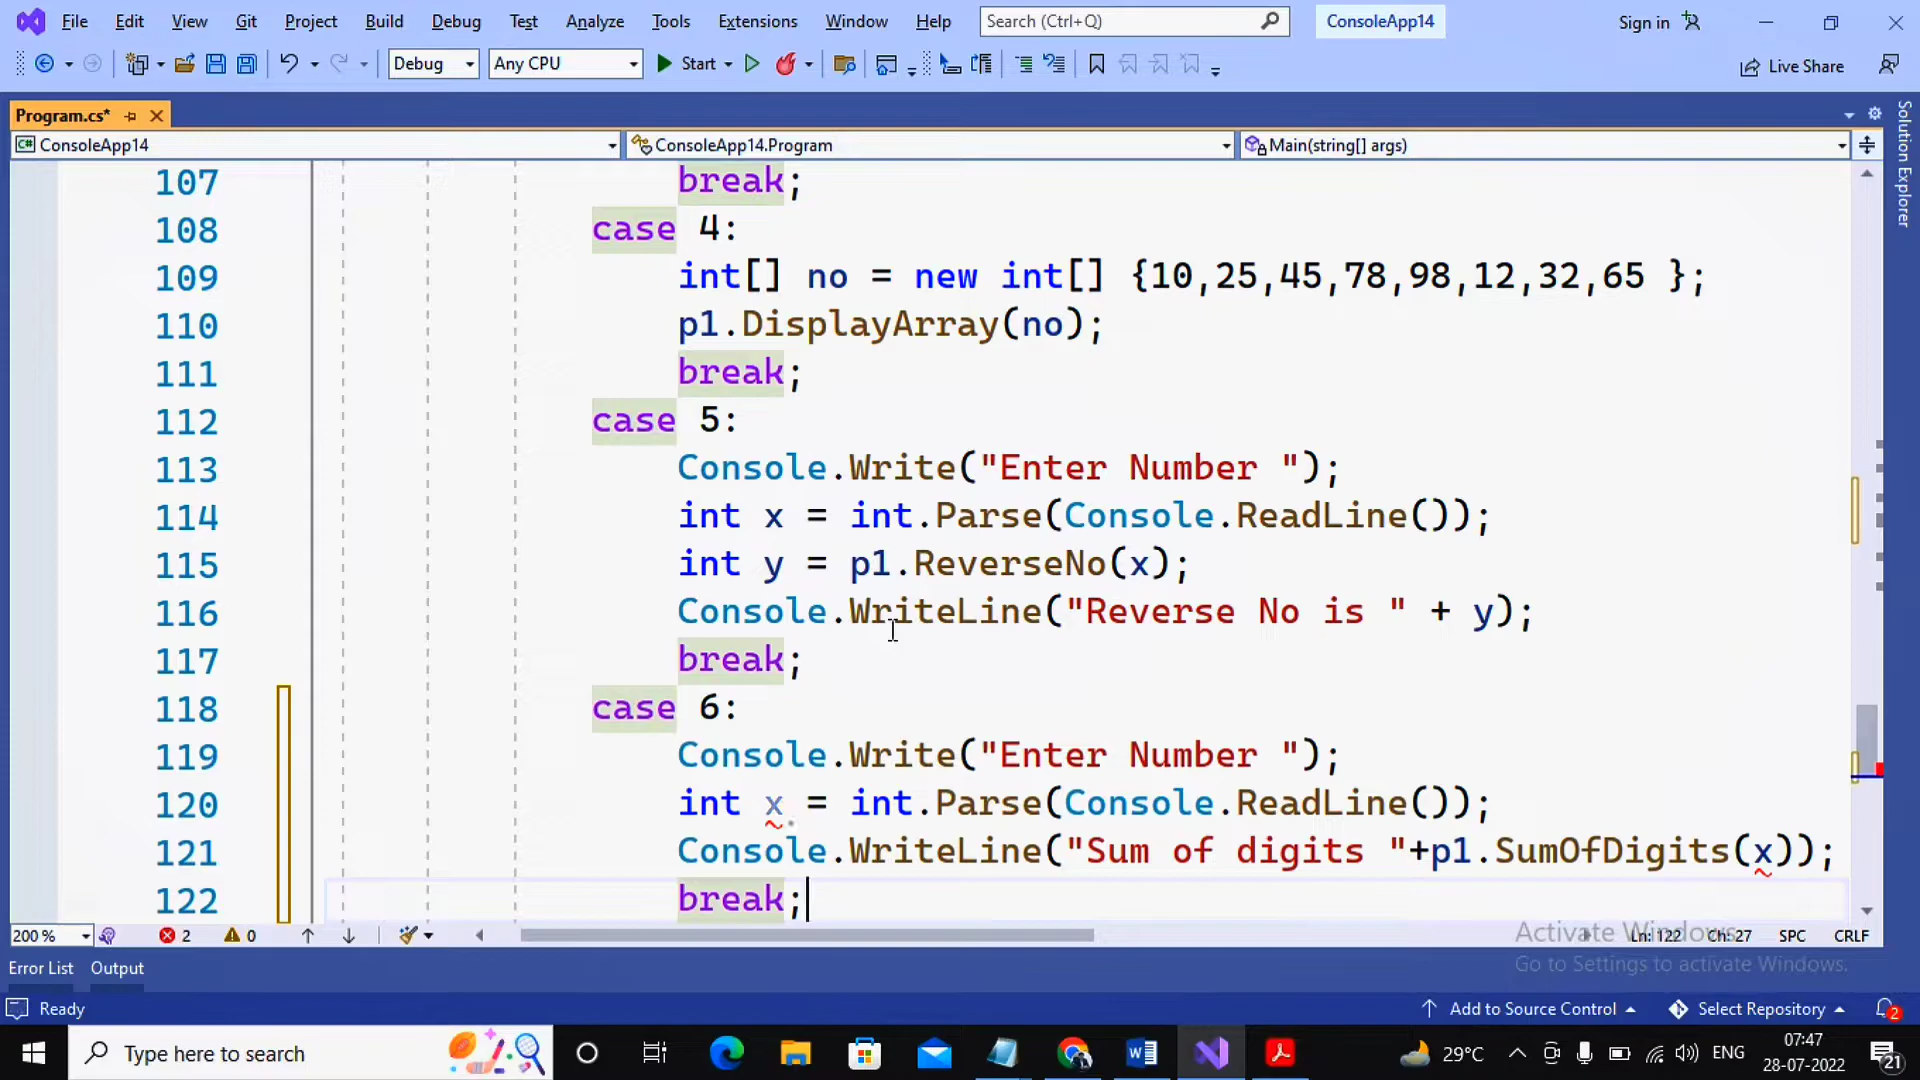 File Edit View Git Project Build Debug Test Analyze Tools Extensions Window Help Search (Ctrl+Q) ConsoleApp14 Sign in
Debug Any CPU Start Live Share
Program.cs*
C# ConsoleApp14 ConsoleApp14.Program Main(string[] args)
Solution Explorer
107 break;
108 case 4:
109 int[] no = new int[] {10,25,45,78,98,12,32,65 };
110 p1.DisplayArray(no);
111 break;
112 case 5:
113 Console.Write("Enter Number ");
114 int x = int.Parse(Console.ReadLine());
115 int y = p1.ReverseNo(x);
116 Console.WriteLine("Reverse No is " + y);
117 break;
118 case 6:
119 Console.Write("Enter Number ");
120 int x = int.Parse(Console.ReadLine());
121 Console.WriteLine("Sum of digits "+p1.SumOfDigits(x));
122 break;
200 % 2 0 Ln: 122 Ch: 27 SPC CRLF
Activate Windows
Go to Settings to activate Windows.
Error List Output
Ready Add to Source Control Select Repository 2
Type here to search 29°C ENG 07:47
28-07-2022 21